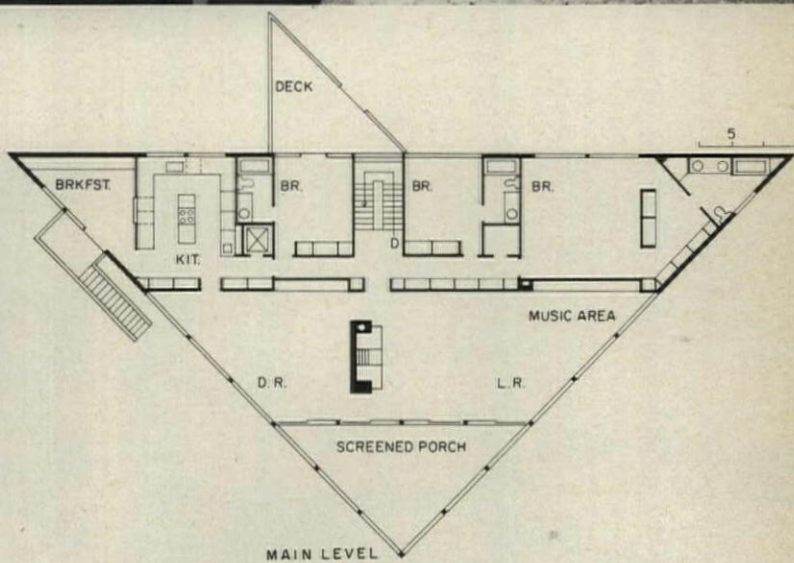 DECK
5
BRKFST.
BR.
BR.
BR.
KIT.
D
MUSIC AREA
D.R.
L.R.
SCREENED PORCH
MAIN LEVEL